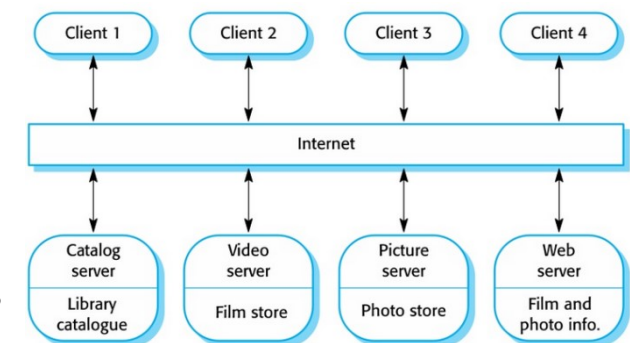 Client 1
Client 2
Client 3
Client 4
Internet
Catalog
server
Library
catalogue
Video
server
Film store
Picture
server
Photo store
Web
server
Film and
photo info.